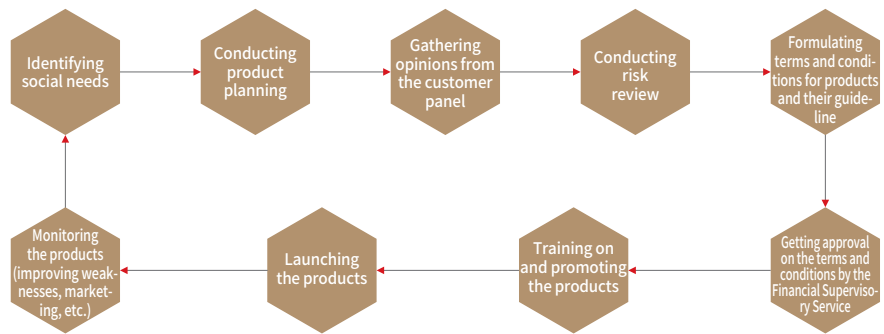 Identifying
social needs
Conducting
product
planning
Gathering
opinions from
the customer
panel
Conducting
risk
review
Formulating
terms and condi-
tions for products
and their guide-
line
Getting approval
on the terms and
conditions by the
Financial Superviso-
ry Service
Training on
and promoting
the products
Launching
the products
Monitoring
the products
(improving weak-
nesses, market-
ing, etc.)